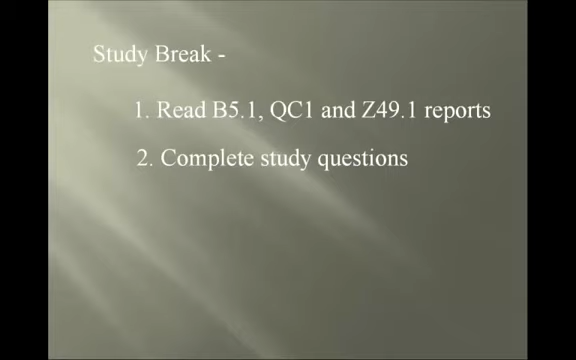 Study Break -
1. Read B5.1, QC1 and Z49.1 reports
2. Complete study questions